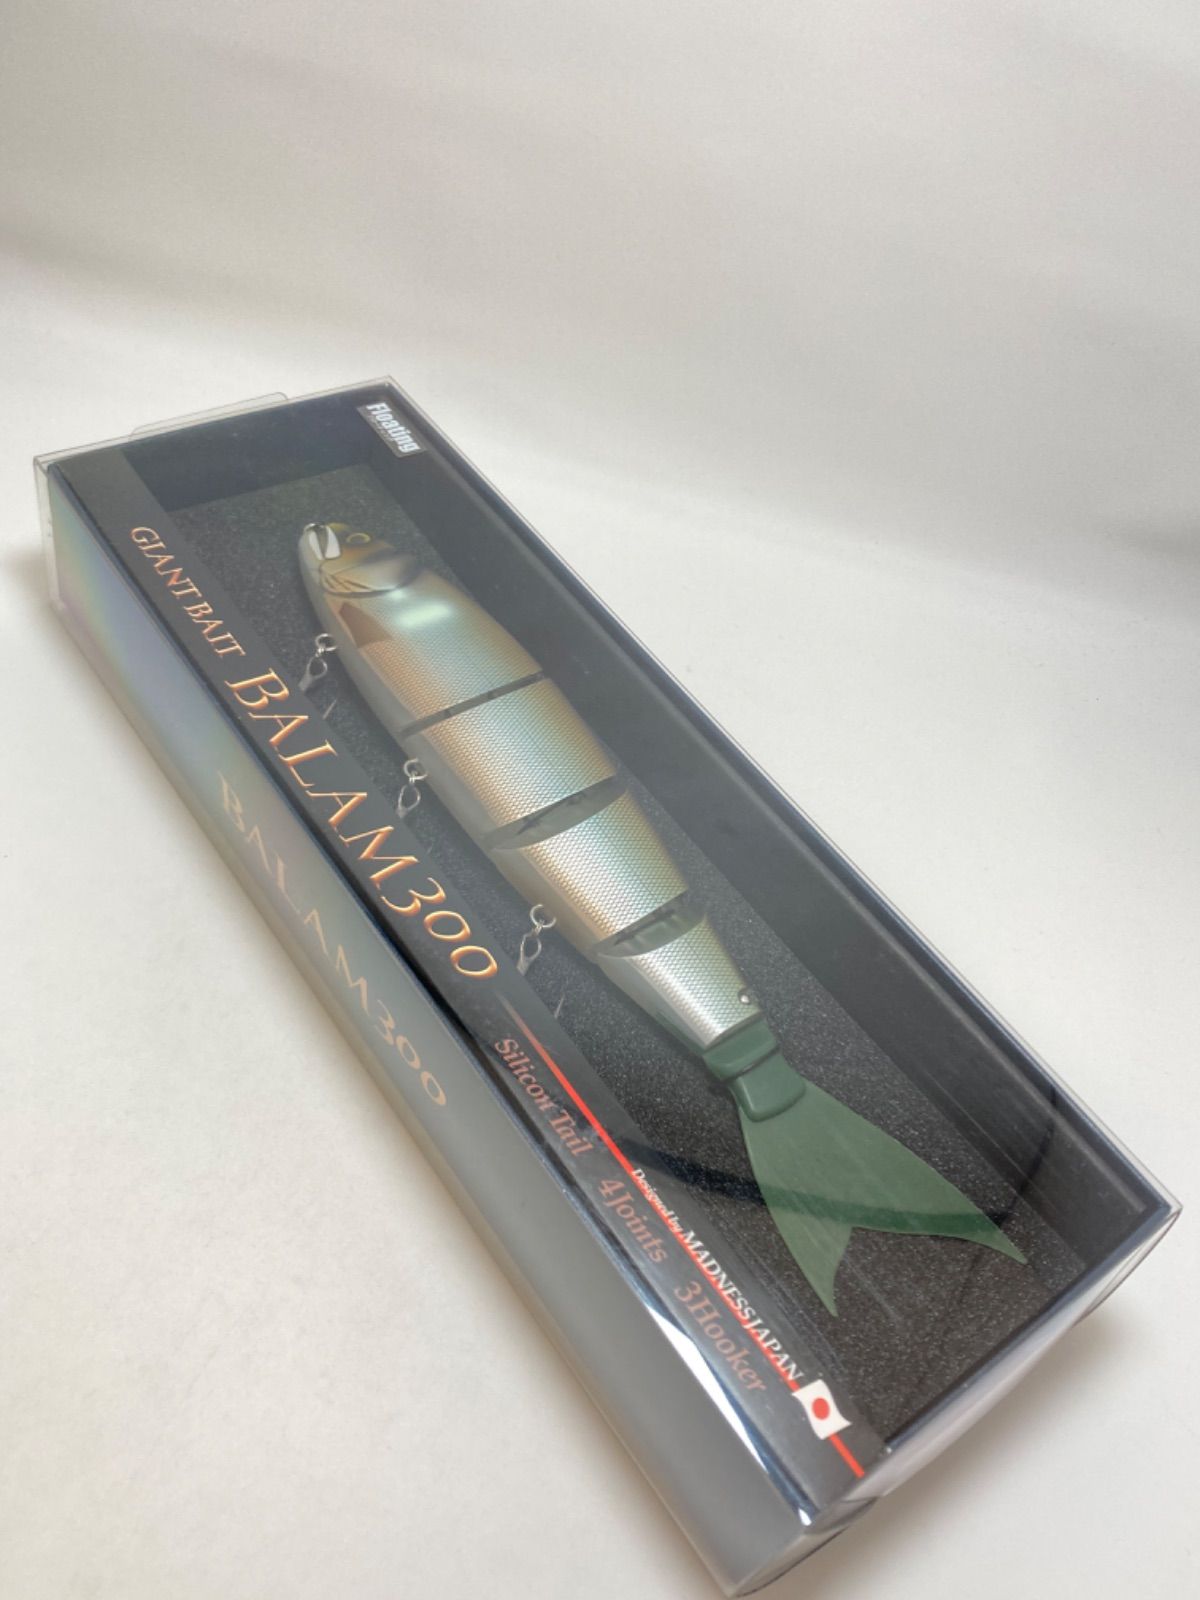 Floating
GIANT BAIT BALAM300
BALAM300
Silicon Tail 4Joints 3Hooker
Designed by MADNESS JAPAN